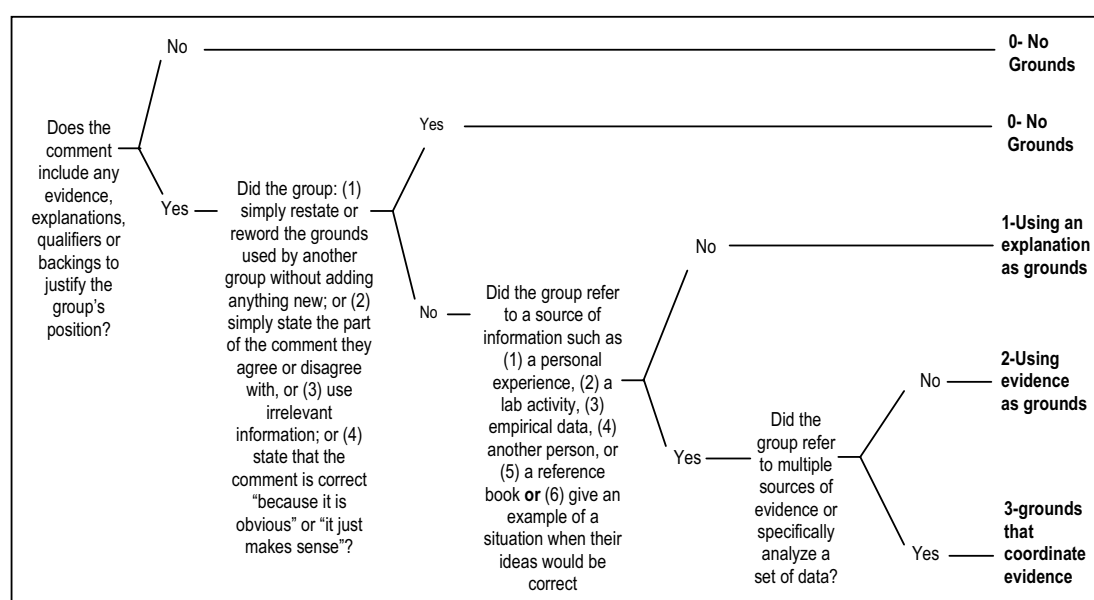 No
0- No
Grounds
Does the
comment
include any
evidence,
explanations,
qualifiers or
backings to
justify the
group's
position?
Yes
Did the group: (1)
simply restate or
reword the grounds
used by another
group without adding
anything new; or (2)
simply state the part
of the comment they
agree or disagree
with, or (3) use
irrelevant
information; or (4)
state that the
comment is correct
“because it is
obvious” or “it just
makes sense”?
Yes
0- No
Grounds
No
Did the group refer
to a source of
information such as
(1) a personal
experience, (2) a
lab activity, (3)
empirical data, (4)
another person, or
(5) a reference
book or (6) give an
example of a
situation when their
ideas would be
correct
No
1-Using an
explanation
as grounds
Yes
Did the
group refer
to multiple
sources of
evidence or
specifically
analyze a
set of data?
No
2-Using
evidence
as grounds
Yes
3-grounds
that
coordinate
evidence